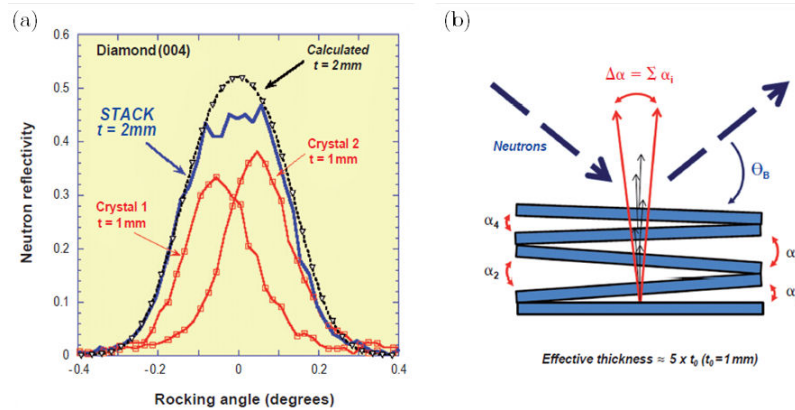 (a)
0.6
0.5
0.4
0.3
0.2
0.1
0
Neutron reflectivity
Diamond (004)
Calculated
t = 2mm
STACK
t = 2mm
Crystal 2
t = 1mm
Crystal 1
t = 1mm
-0.4
-0.2
0
0.2
0.4
Rocking angle (degrees)
(b)
Δα = Σ αi
Neutrons
ΘB
α4
α2
α
α
Effective thickness ≈ 5 x t0 (t0=1mm)